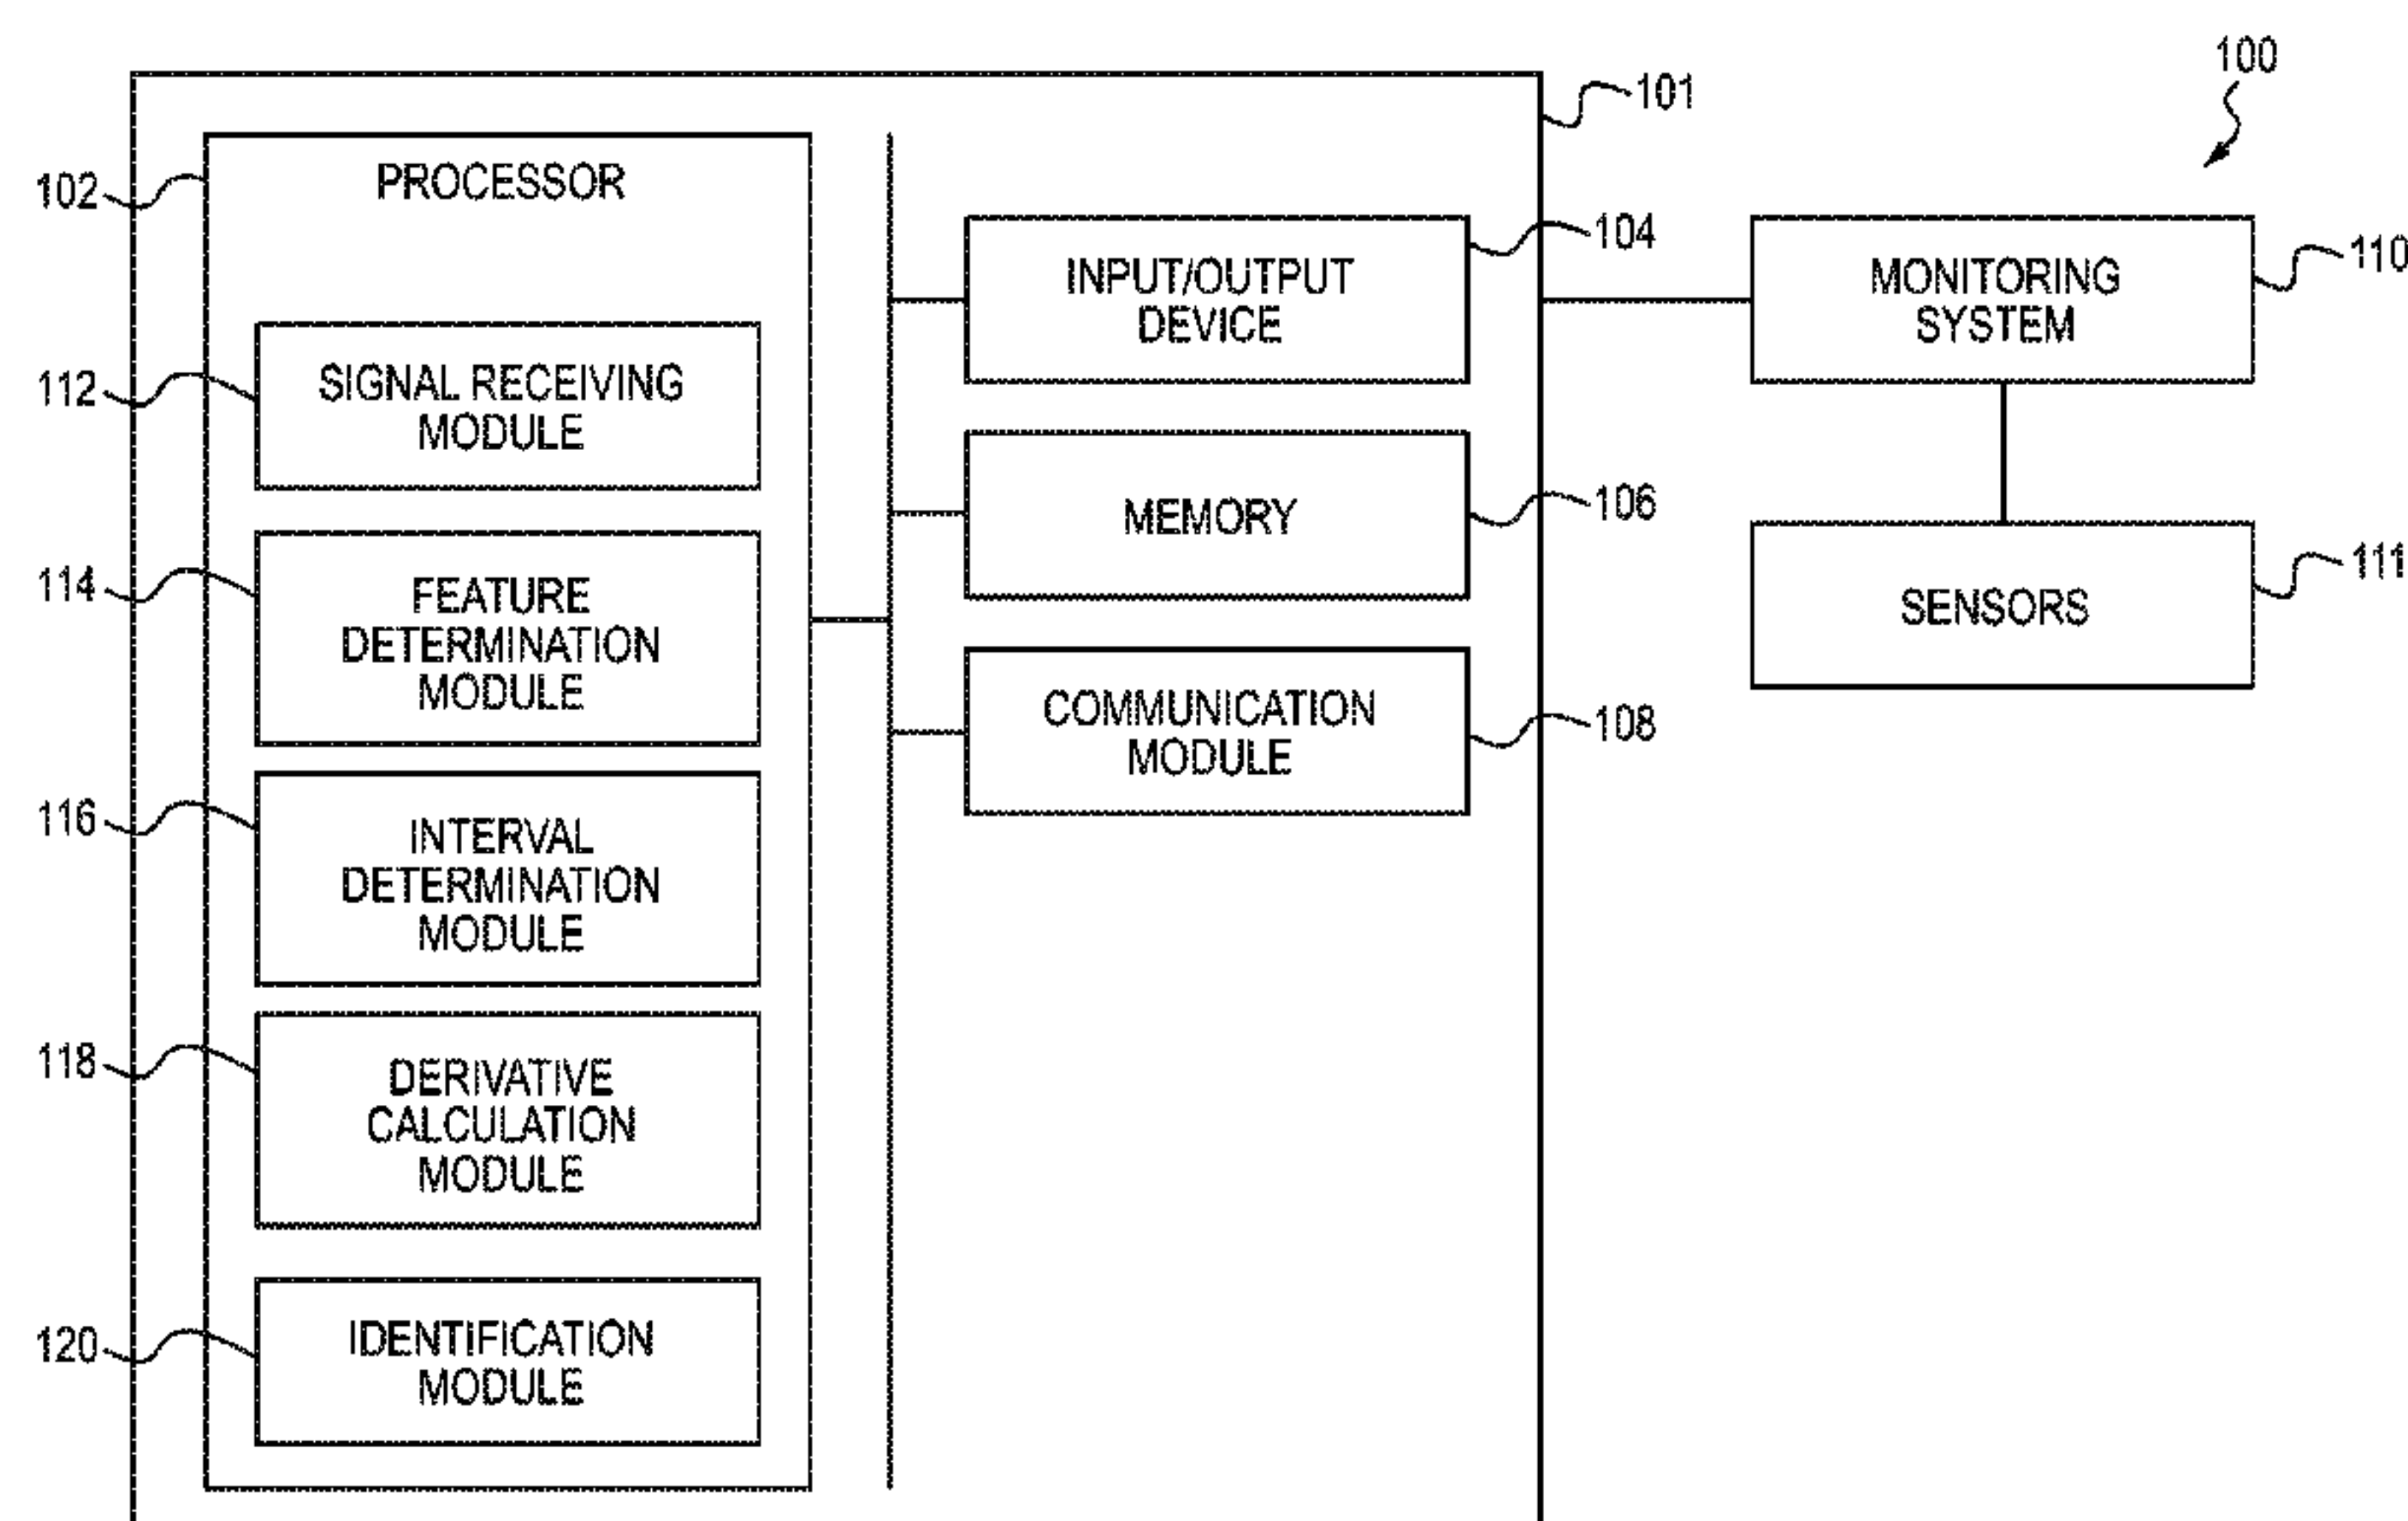 100
101
102
PROCESSOR
104
INPUT/OUTPUT
DEVICE
MONITORING
SYSTEM
110
112
SIGNAL RECEIVING
MODULE
MEMORY
106
SENSORS
111
114
FEATURE
DETERMINATION
MODULE
COMMUNICATION
MODULE
108
116
INTERVAL
DETERMINATION
MODULE
118
DERIVATIVE
CALCULATION
MODULE
120
IDENTIFICATION
MODULE